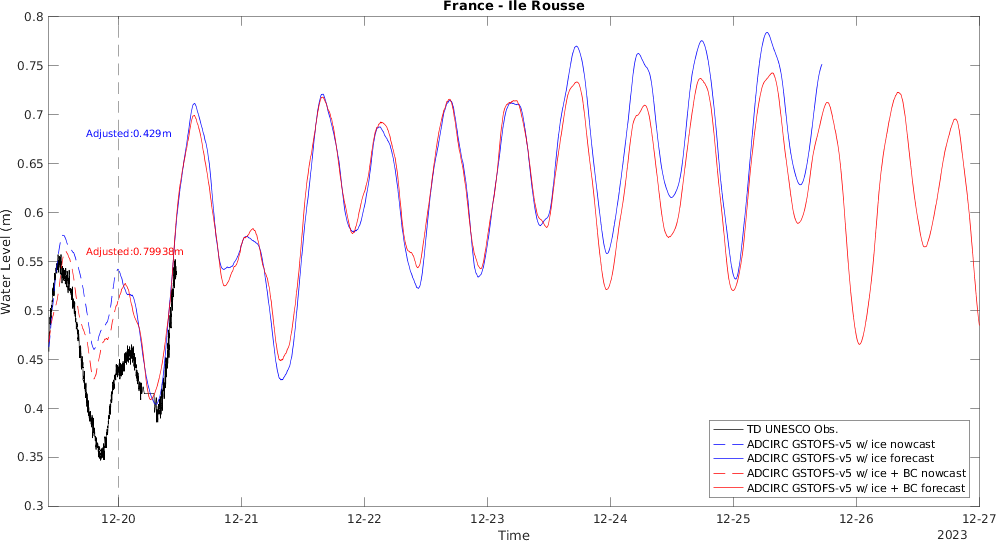 France - Ile Rousse
0.8
0.75
0.7
0.65
0.6
0.55
0.5
0.45
0.4
0.35
0.3
Water Level (m)
Adjusted:0.429m
Adjusted:0.79938m
TD UNESCO Obs.
ADCIRC GSTOFS-v5 w/ ice nowcast
ADCIRC GSTOFS-v5 w/ ice forecast
ADCIRC GSTOFS-v5 w/ ice + BC nowcast
ADCIRC GSTOFS-v5 w/ ice + BC forecast
12-20 12-21 12-22 12-23 12-24 12-25 12-26 12-27
Time
2023